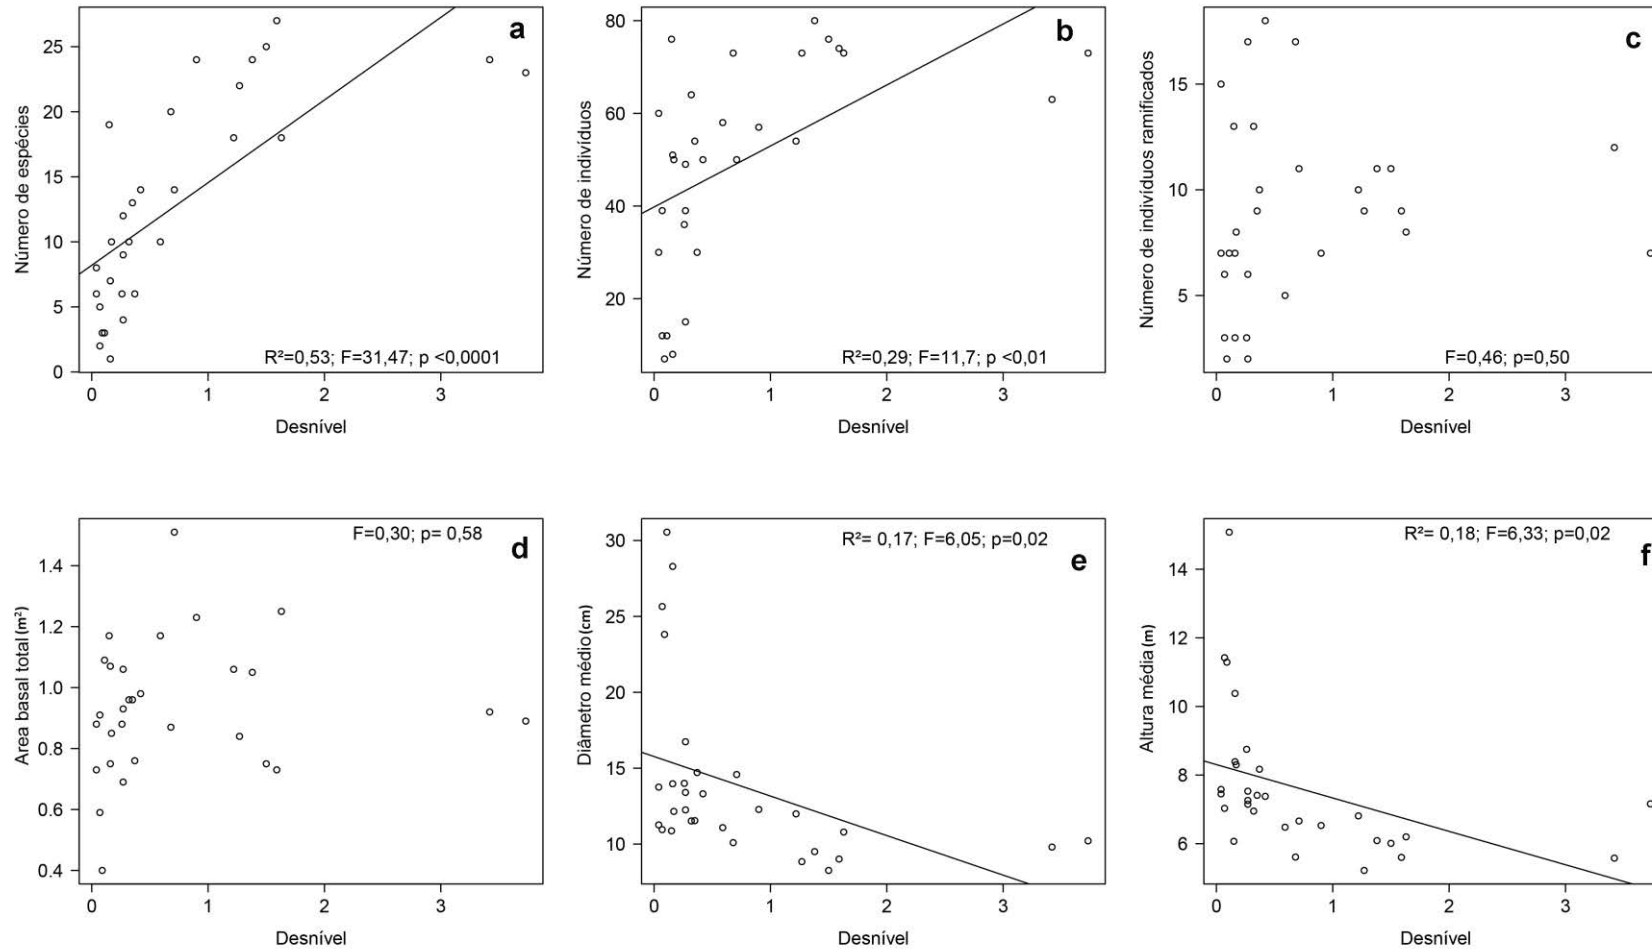 a
Número de espécies
25
20
15
10
5
0
R²=0,53; F=31,47; p <0,0001
0 1 2 3
Desnível
b
Número de indivíduos
80
60
40
20
R²=0,29; F=11,7; p <0,01
0 1 2 3
Desnível
c
Número de indivíduos ramificados
15
10
5
F=0,46; p=0,50
0 1 2 3
Desnível
F=0,30; p= 0,58
d
Area basal total (m²)
1.4
1.2
1.0
0.8
0.6
0.4
0 1 2 3
Desnível
R²= 0,17; F=6,05; p=0,02
e
Diâmetro médio (cm)
30
25
20
15
10
0 1 2 3
Desnível
R²= 0,18; F=6,33; p=0,02
f
Altura média (m)
14
12
10
8
6
0 1 2 3
Desnível